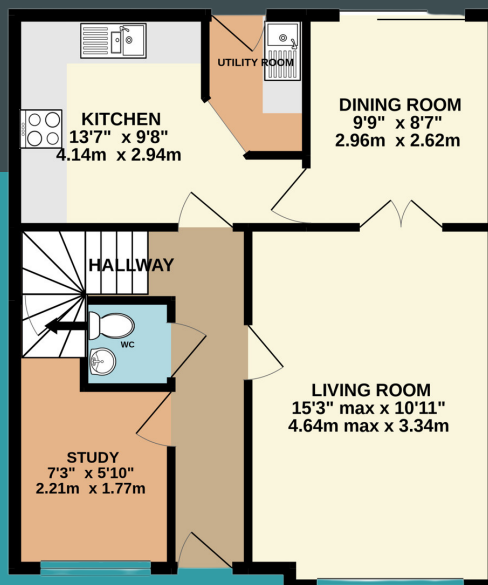 UTILITY ROOM
KITCHEN
13'7" x 9'8"
4.14m x 2.94m
DINING ROOM
9'9" x 8'7"
2.96m x 2.62m
HALLWAY
WC
LIVING ROOM
15'3" max x 10'11"
4.64m max x 3.34m
STUDY
7'3" x 5'10"
2.21m x 1.77m